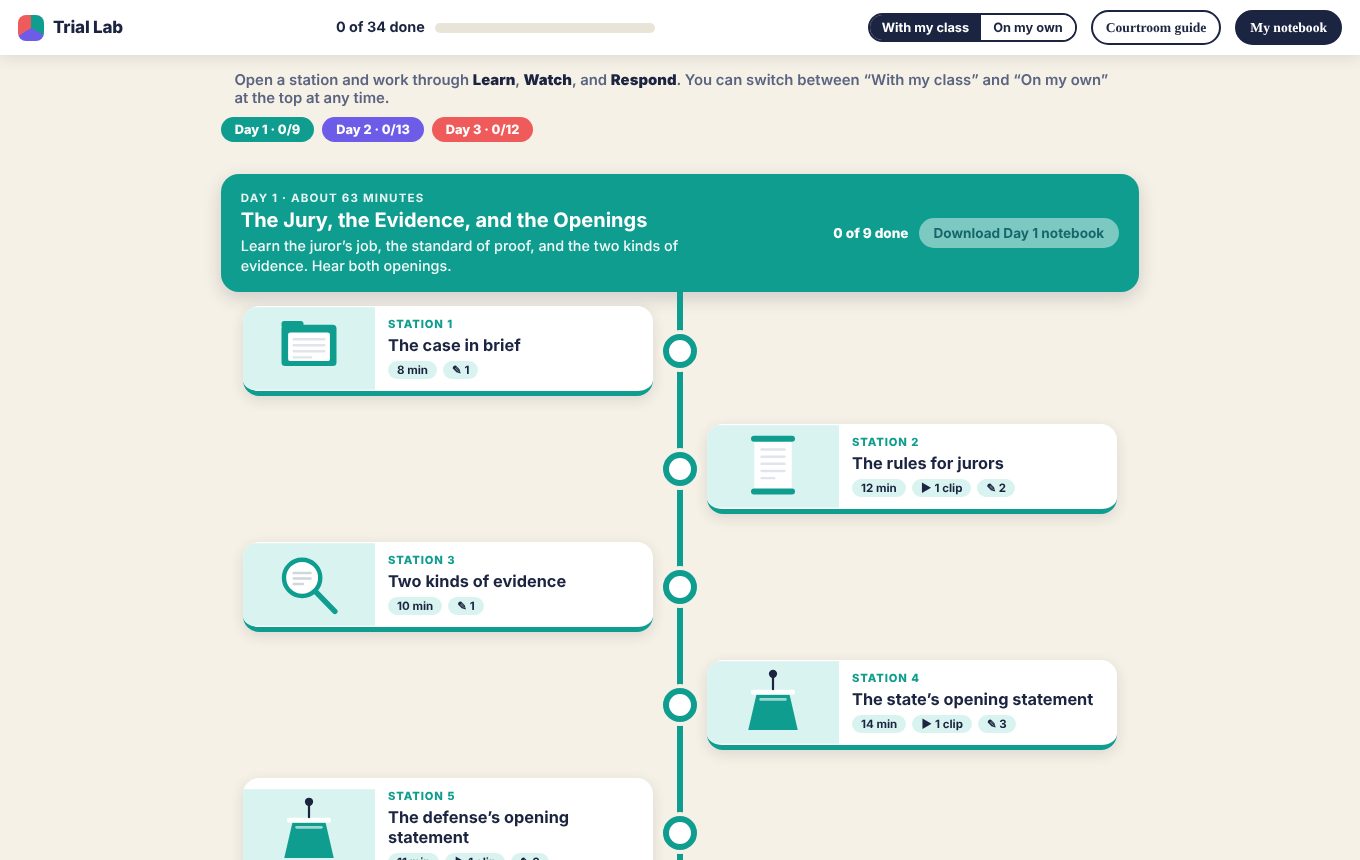 Trial Lab
0 of 34 done
With my class
On my own
Courtroom guide
My notebook
Open a station and work through Learn, Watch, and Respond. You can switch between “With my class” and “On my own”
at the top at any time.
Day 1 · 0/9
Day 2 · 0/13
Day 3 · 0/12
DAY 1 · ABOUT 63 MINUTES
The Jury, the Evidence, and the Openings
Learn the juror’s job, the standard of proof, and the two kinds of
evidence. Hear both openings.
0 of 9 done
Download Day 1 notebook
STATION 1
The case in brief
8 min ✎ 1
STATION 2
The rules for jurors
12 min ▶ 1 clip ✎ 2
STATION 3
Two kinds of evidence
10 min ✎ 1
STATION 4
The state’s opening statement
14 min ▶ 1 clip ✎ 3
STATION 5
The defense’s opening
statement